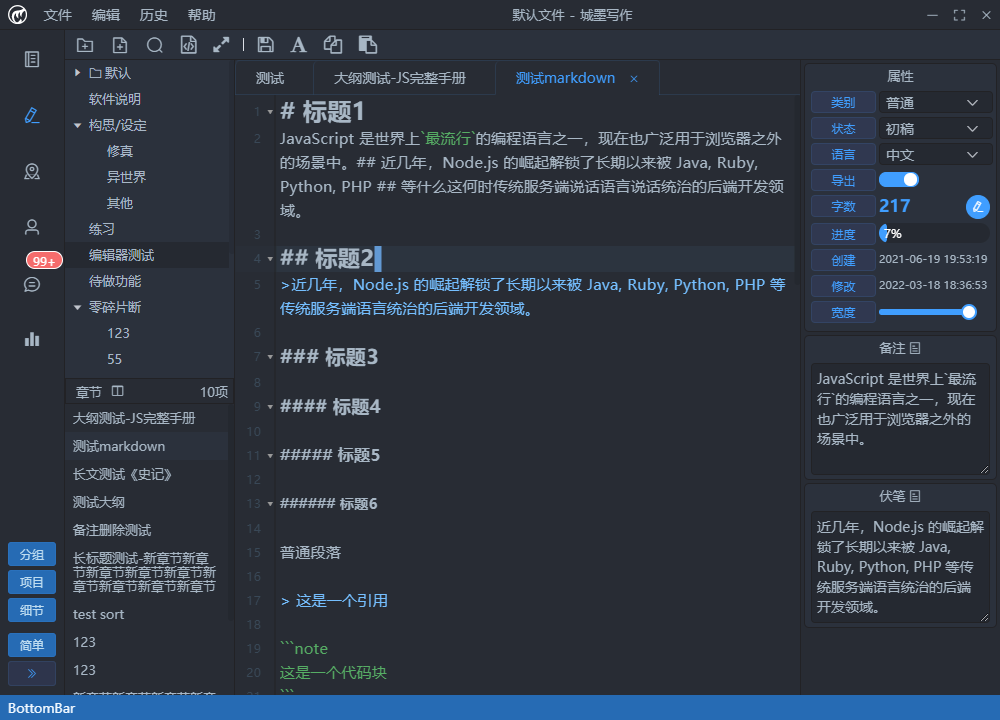 文件 编辑 历史 帮助
默认文件 - 城墨写作
99+
分组
项目
细节
简单
默认
软件说明
构思/设定
修真
异世界
其他
练习
编辑器测试
待做功能
零碎片断
123
55
章节 10项
大纲测试-JS完整手册
测试markdown
长文测试《史记》
测试大纲
备注删除测试
长标题测试-新章节新章
节新章节新章节新章节新
章节新章节新章节新章节
test sort
123
123
测试 大纲测试-JS完整手册 测试markdown ×
1 # 标题1
2 JavaScript 是世界上`最流行`的编程语言之一，现在也广泛用于浏览器之外
的场景中。## 近几年，Node.js 的崛起解锁了长期以来被 Java, Ruby,
Python, PHP ## 等什么这何时传统服务端说话语言说话统治的后端开发领
域。
3
4 ## 标题2
5 >近几年，Node.js 的崛起解锁了长期以来被 Java, Ruby, Python, PHP 等
传统服务端语言统治的后端开发领域。
6
7 ### 标题3
8
9 #### 标题4
10
11 ##### 标题5
12
13 ###### 标题6
14
15 普通段落
16
17 > 这是一个引用
18
19 ```note
20 这是一个代码块
21 ```
属性
类别 普通
状态 初稿
语言 中文
导出
字数 217
进度 7%
创建 2021-06-19 19:53:19
修改 2022-03-18 18:36:53
宽度
备注
JavaScript 是世界上`最流
行`的编程语言之一，现在
也广泛用于浏览器之外的
场景中。
伏笔
近几年，Node.js 的崛起解
锁了长期以来被 Java,
Ruby, Python, PHP 等传
统服务端语言统治的后端
开发领域。
BottomBar